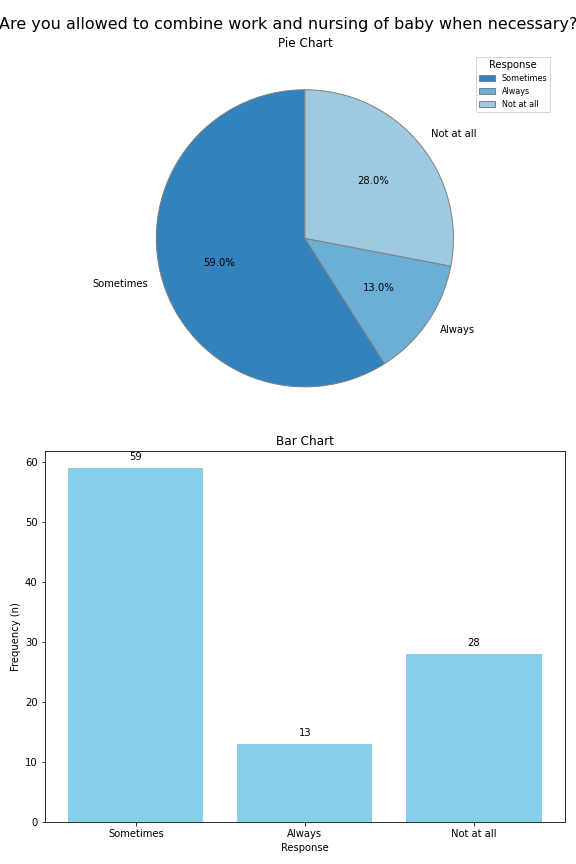 Are you allowed to combine work and nursing of baby when necessary?
Pie Chart
Response
Sometimes
Always
Not at all
Not at all
28.0%
59.0%
13.0%
Sometimes
Always
Bar Chart
Frequency (n)
60
50
40
30
20
10
0
59
13
28
Sometimes
Always
Not at all
Response